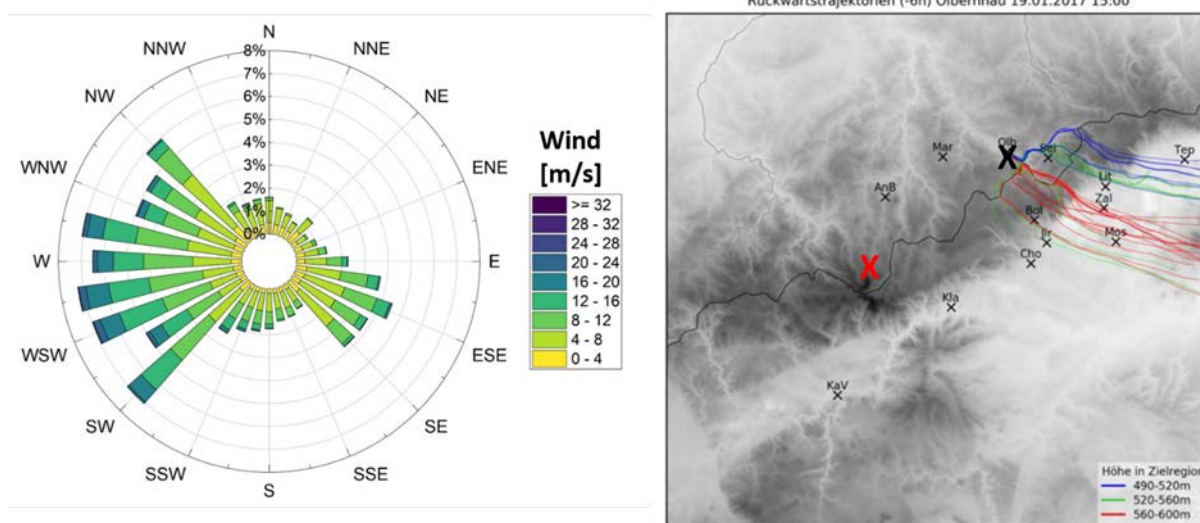 N
NNE
NE
ENE
E
ESE
SE
SSE
S
SSW
SW
WSW
W
WNW
NW
NNW
8%
7%
6%
5%
4%
3%
2%
1%
0%
Wind
[m/s]
>= 32
28 - 32
24 - 28
20 - 24
16 - 20
12 - 16
8 - 12
4 - 8
0 - 4
Rückwärtstrajektorien (-6h) Olbernhau 19.01.2017 15:00
Olb
X
Mar
Tep
AnB
Lit
Zal
Bol
Jir
Mos
Cho
X
Kla
KaV
Höhe in Zielregion
490-520m
520-560m
560-600m